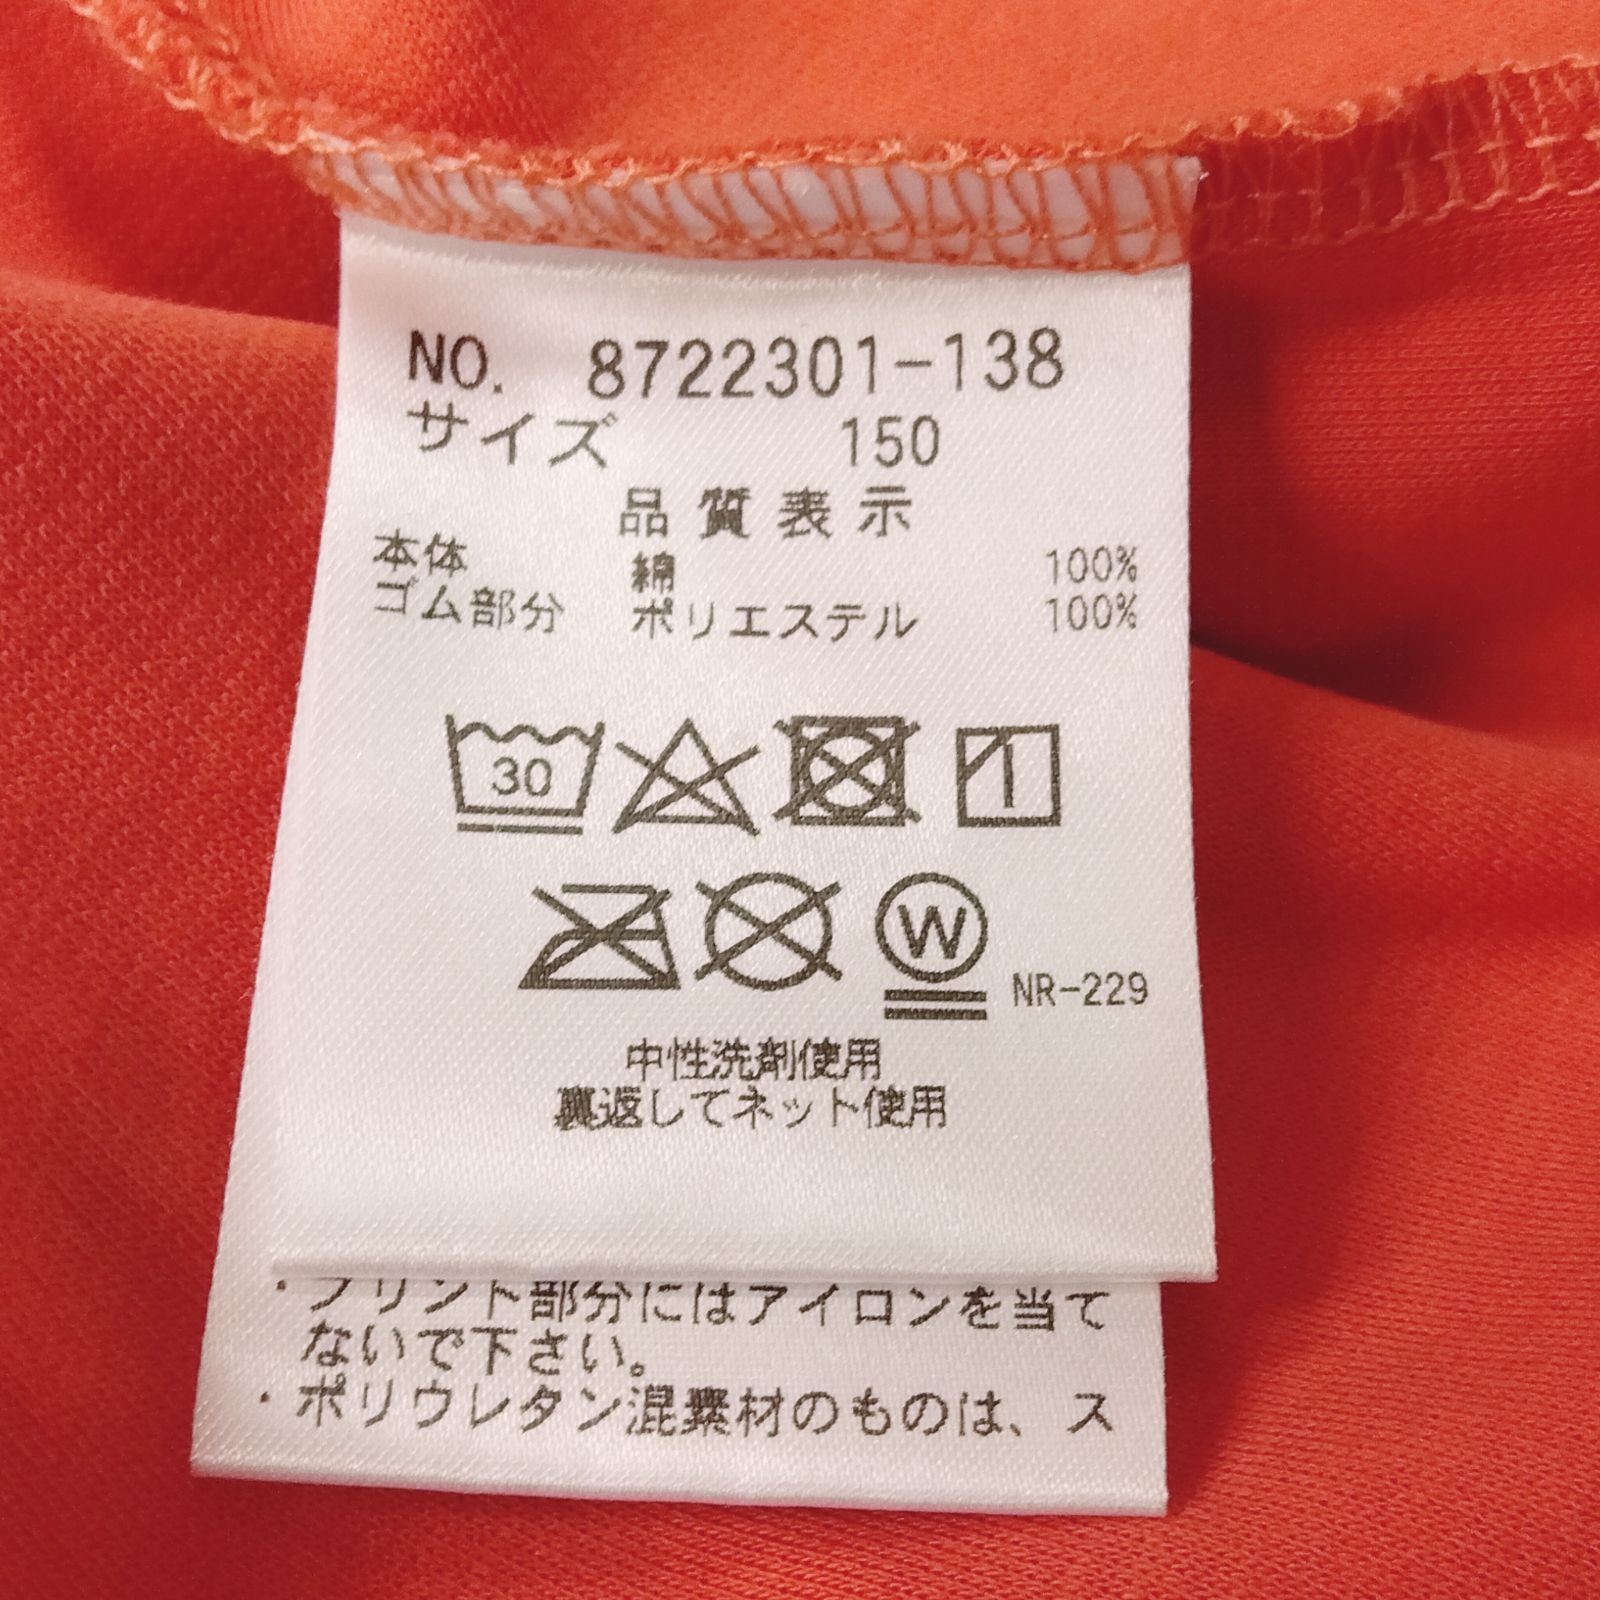 NO. 8722301-138
サイズ 150
品質表示
本体 綿 100%
ゴム部分 ポリエステル 100%
30
W
NR-229
中性洗剤使用
裏返してネット使用
・プリント部分にはアイロンを当て
ないで下さい。
・ポリウレタン混素材のものは、ス